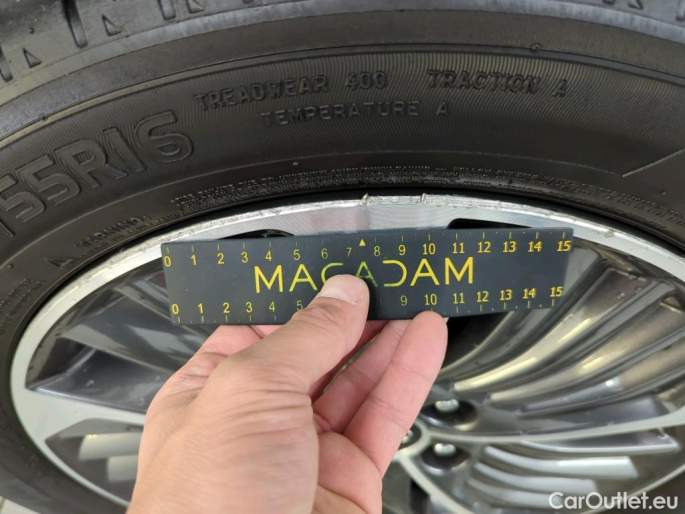 TREADWEAR 400 TRACTION A
TEMPERATURE A
55R16
0 1 2 3 4 5 6 7 8 9 10 11 12 13 14 15
MACADAM
0 1 2 3 4 5 9 10 11 12 13 14 15
CarOutlet.eu